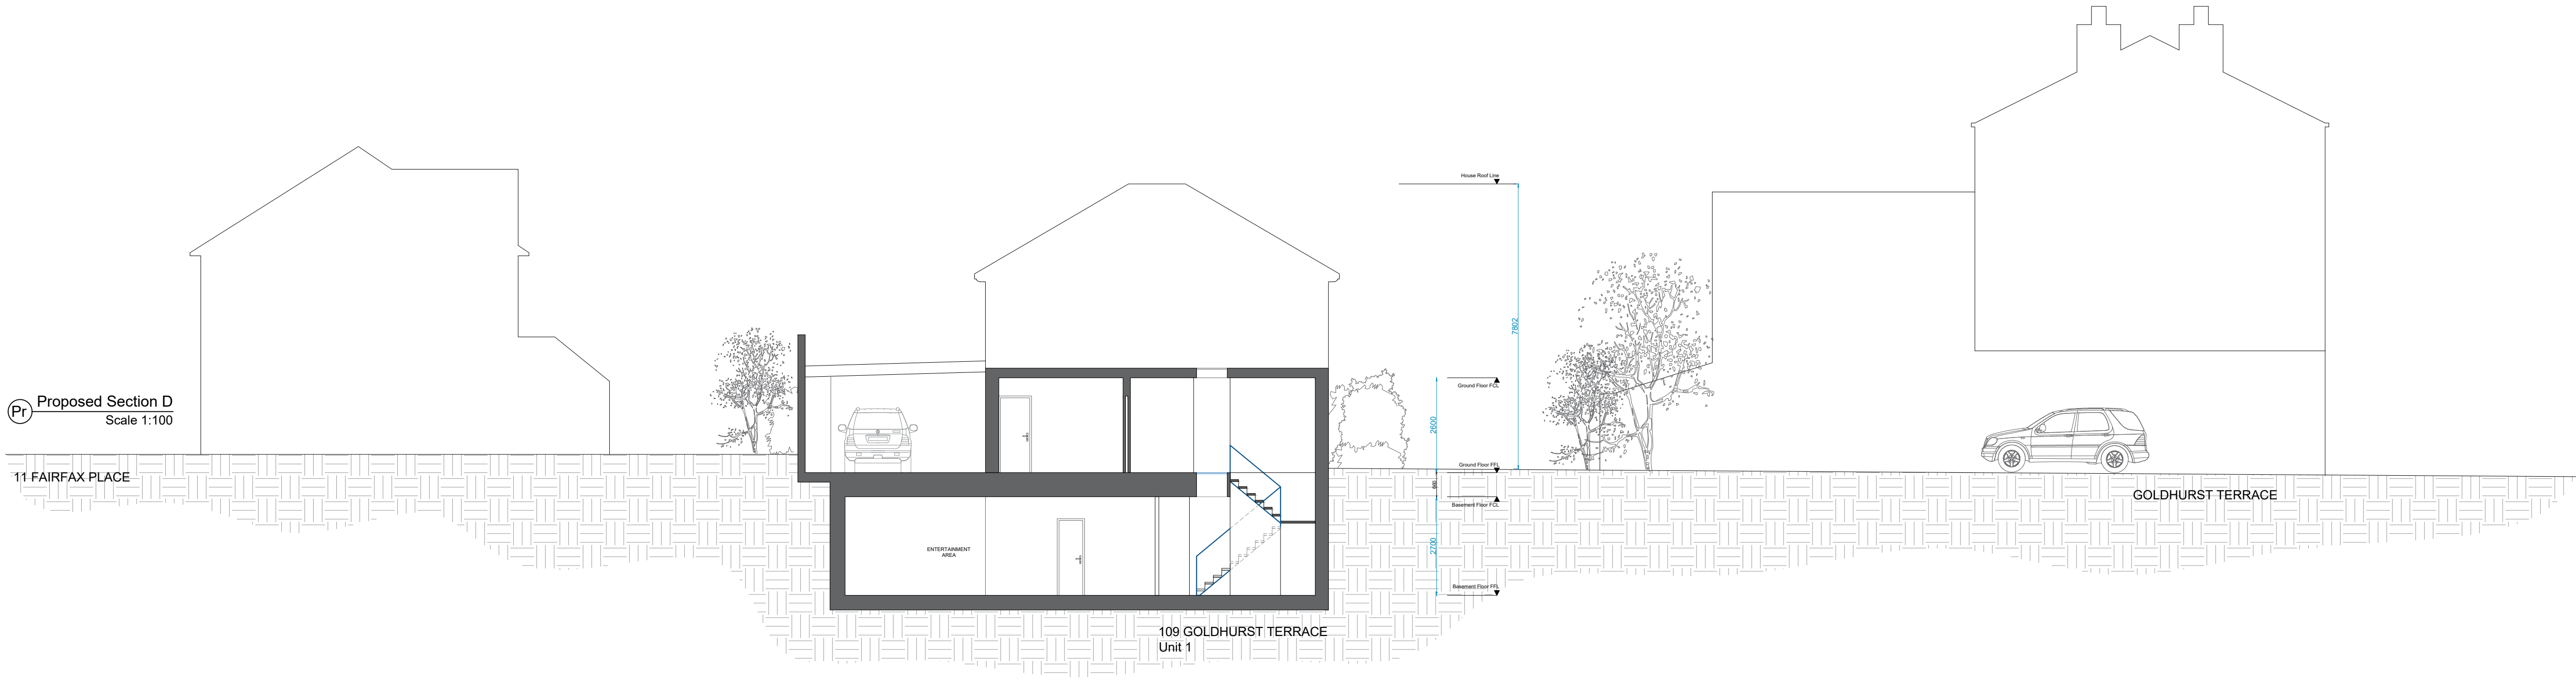 House Roof Line
7802
Pr
Proposed Section D
Scale 1:100
Ground Floor FCL
2600
Ground Floor FFL
11 FAIRFAX PLACE
680
Basement Floor FCL
GOLDHURST TERRACE
ENTERTAINMENT
AREA
2700
Basement Floor FFL
109 GOLDHURST TERRACE
Unit 1